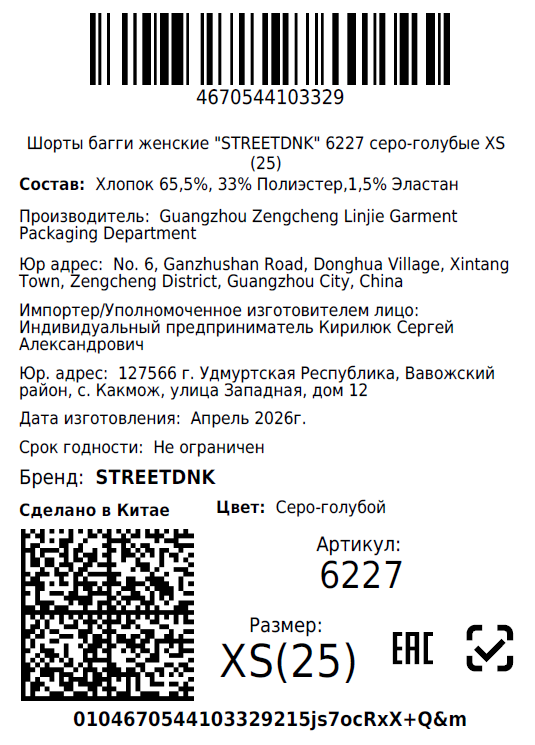 4670544103329
Шорты багги женские "STREETDNK" 6227 серо-голубые XS
(25)
Состав: Хлопок 65,5%, 33% Полиэстер,1,5% Эластан
Производитель: Guangzhou Zengcheng Linjie Garment
Packaging Department
Юр адрес: No. 6, Ganzhushan Road, Donghua Village, Xintang
Town, Zengcheng District, Guangzhou City, China
Импортер/Уполномоченное изготовителем лицо:
Индивидуальный предприниматель Кирилюк Сергей
Александрович
Юр. адрес: 127566 г. Удмуртская Республика, Вавожский
район, с. Какмож, улица Западная, дом 12
Дата изготовления: Апрель 2026г.
Срок годности: Не ограничен
Бренд: STREETDNK
Сделано в Китае Цвет: Серо-голубой
Артикул:
6227
Размер:
XS(25)
EAC
0104670544103329215js7ocRxX+Q&m